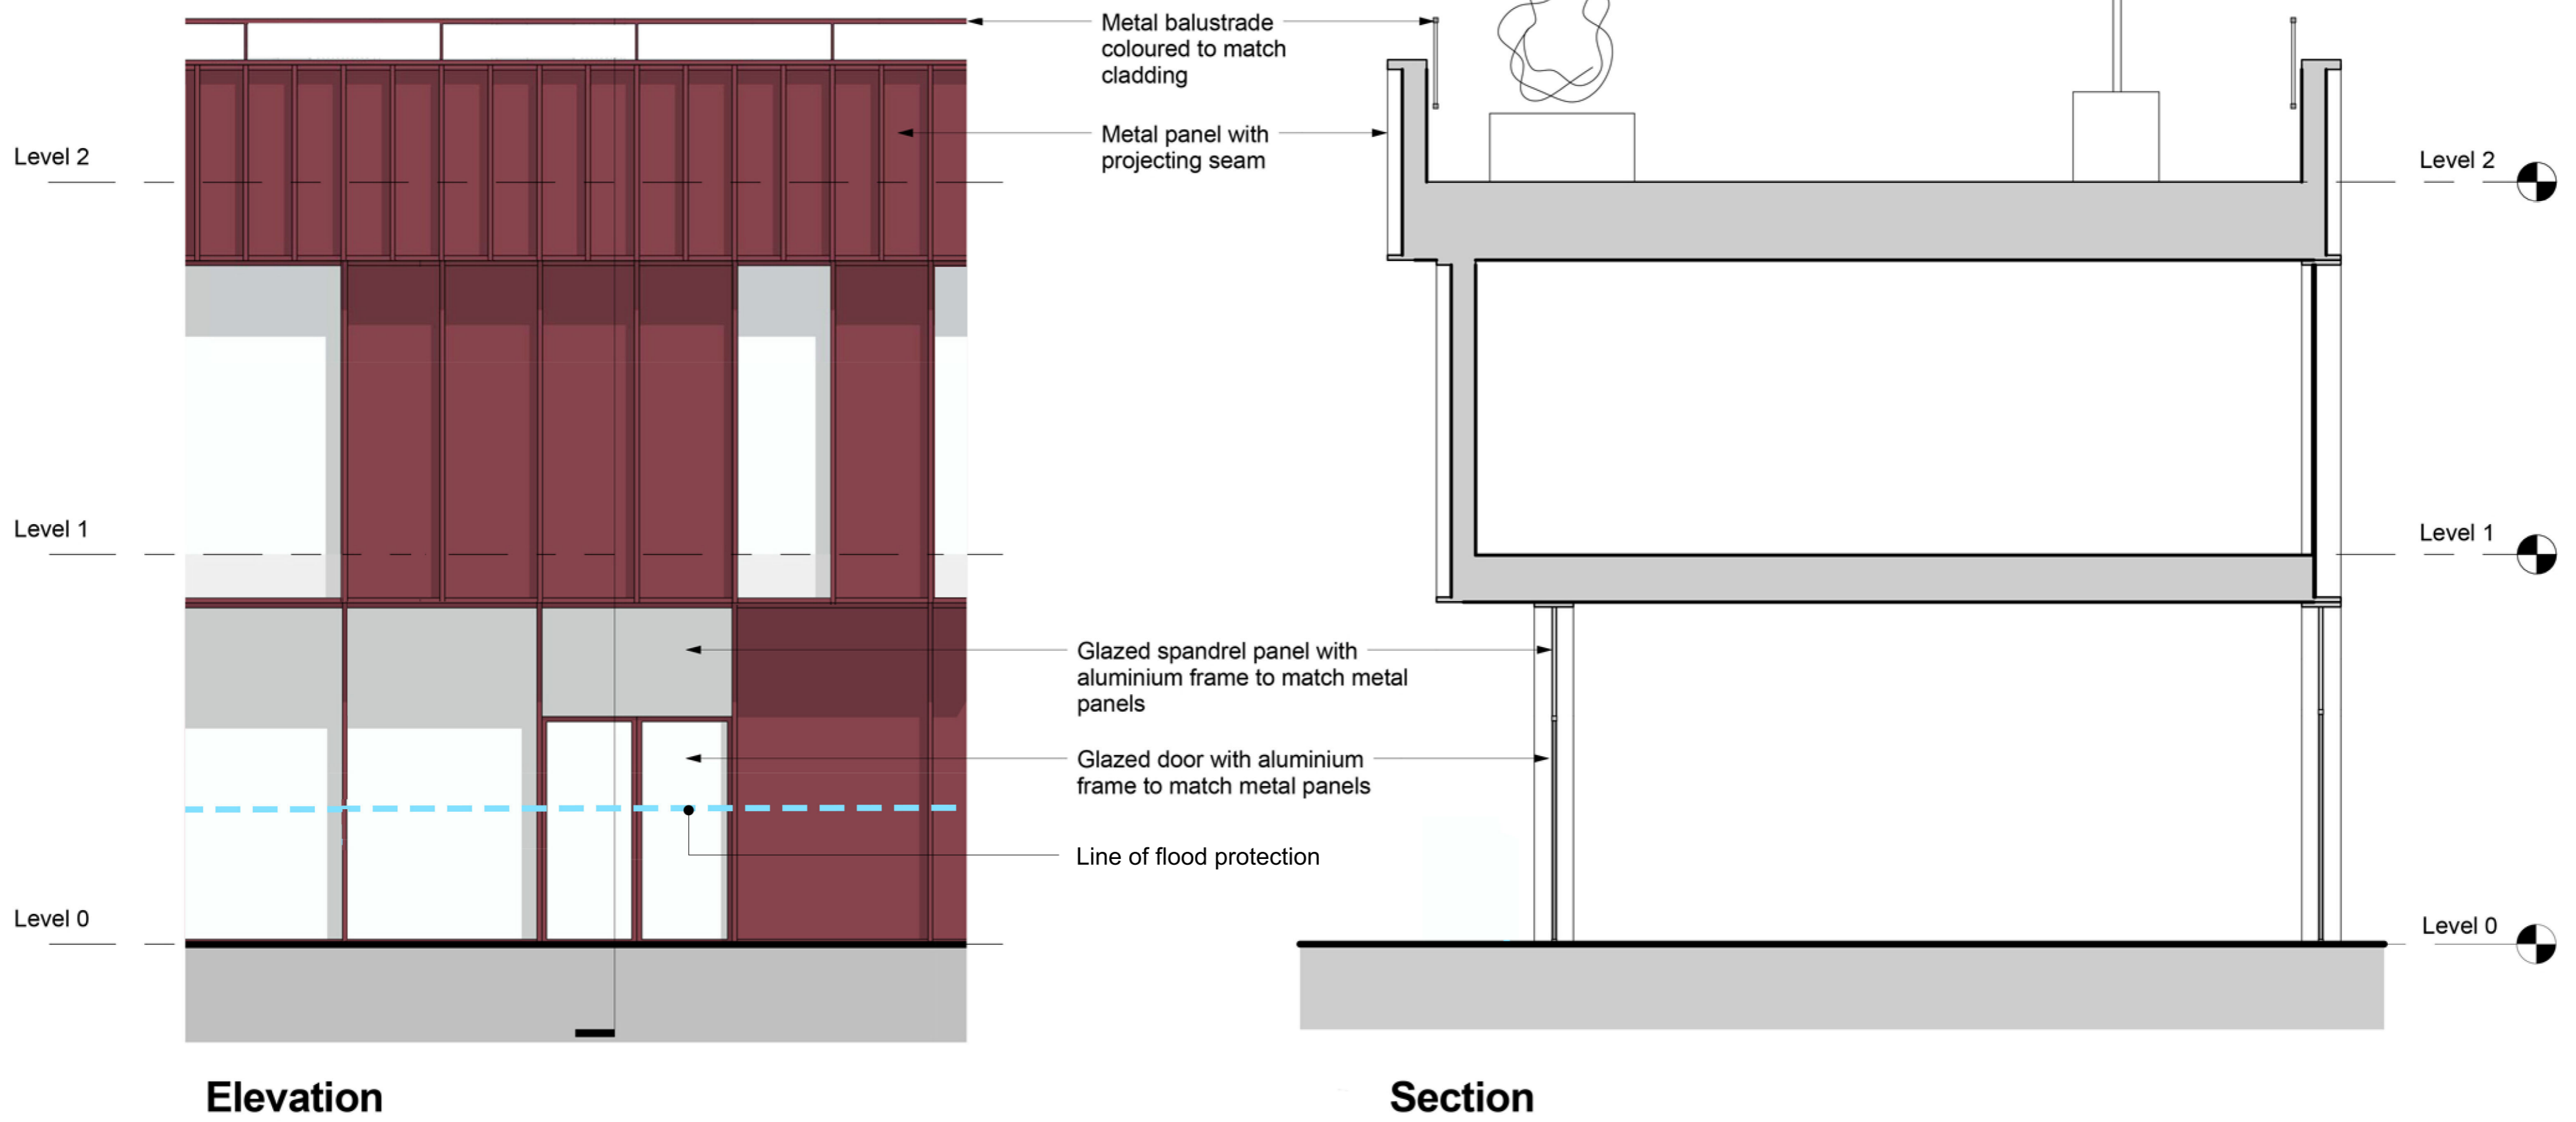 Metal balustrade
coloured to match
cladding
Metal panel with
projecting seam
Level 2
Level 2
Level 1
Level 1
Glazed spandrel panel with
aluminium frame to match metal
panels
Glazed door with aluminium
frame to match metal panels
Line of flood protection
Level 0
Level 0
Elevation
Section